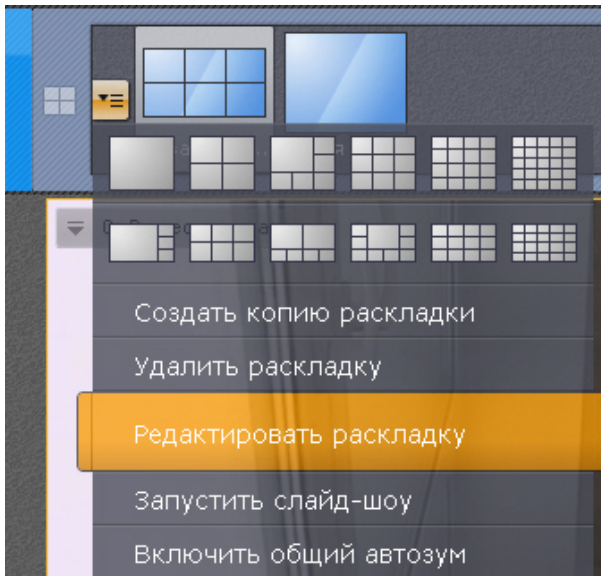 Создать копию раскладки
Удалить раскладку
Редактировать раскладку
Запустить слайд-шоу
Включить общий автозум